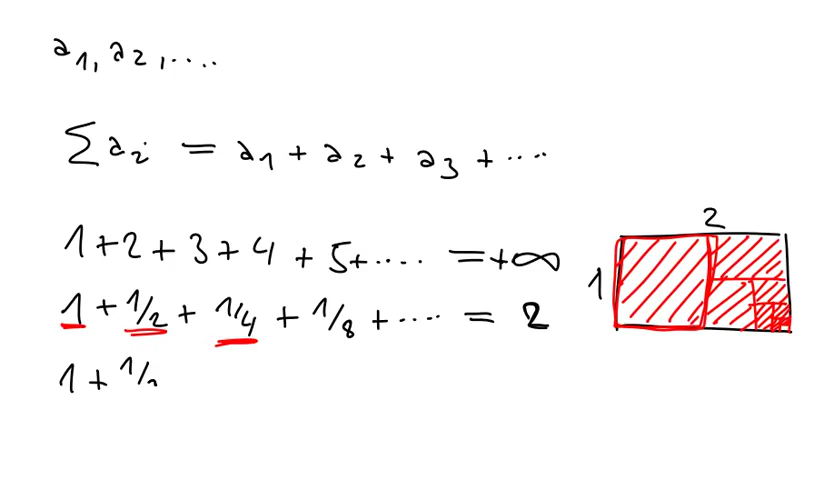 a1, a2, ....
∑ai = a1 + a2 + a3 + ....
1 + 2 + 3 + 4 + 5 + .... = +∞
1 + 1/2 + 1/4 + 1/8 + .... = 2
2
1
1 + 1/2